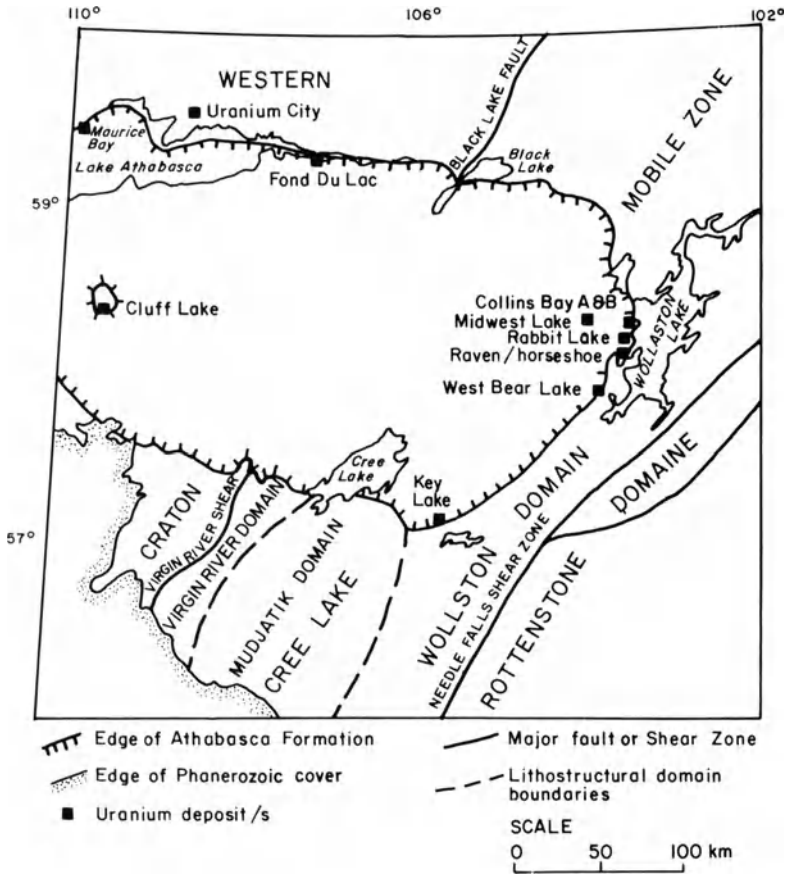 110°
106°
102°
WESTERN
BLACK LAKE FAULT
MOBILE ZONE
Uranium City
Maurice
Bay
Lake Athabasca
Fond Du Lac
Black
Lake
59°
Cluff Lake
Collins Bay A&B
Midwest Lake
Rabbit Lake
Raven/horseshoe
West Bear Lake
WOLLASTON
LAKE
Cree
Lake
Key
Lake
57°
CRATON
VIRGIN RIVER SHEAR
VIRGIN RIVER DOMAIN
MUDJATIK DOMAIN
CREE LAKE
WOLLSTON DOMAIN
NEEDLE FALLS SHEAR ZONE
ROTTENSTONE DOMAINE
Edge of Athabasca Formation
Edge of Phanerozoic cover
Uranium deposit/s
Major fault or Shear Zone
Lithostructural domain
boundaries
SCALE
0 50 100 km